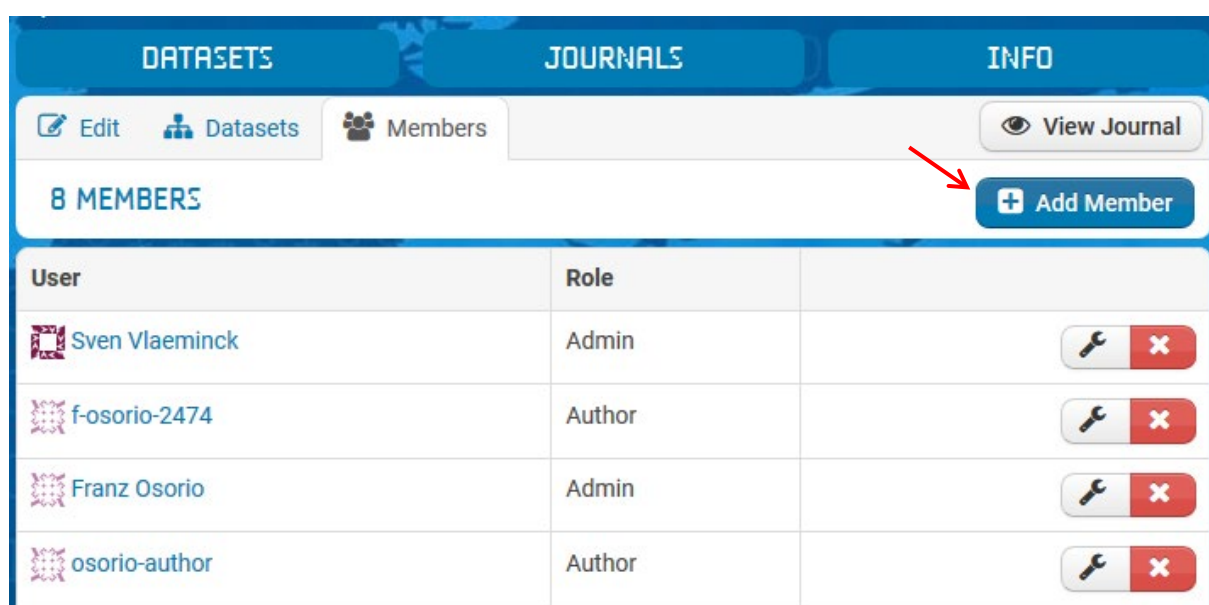 DATASETS JOURNALS INFO
Edit Datasets Members View Journal
8 MEMBERS Add Member
User Role
Sven Vlaeminck Admin
f-osorio-2474 Author
Franz Osorio Admin
osorio-author Author